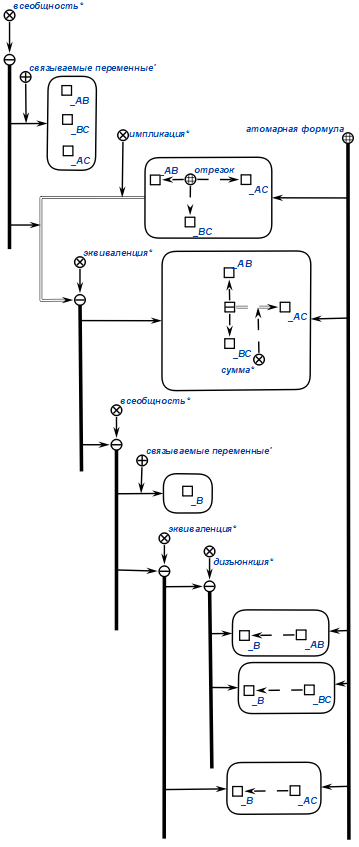 всеобщность*
связываемые переменные'
_AB
_BC
_AC
импликация*
атомарная формула
_AB
отрезок
_AC
_BC
эквиваленция*
_AB
_AC
_BC
сумма*
всеобщность*
связываемые переменные'
_B
эквиваленция*
дизъюнкция*
_B
_AB
_B
_BC
_B
_AC